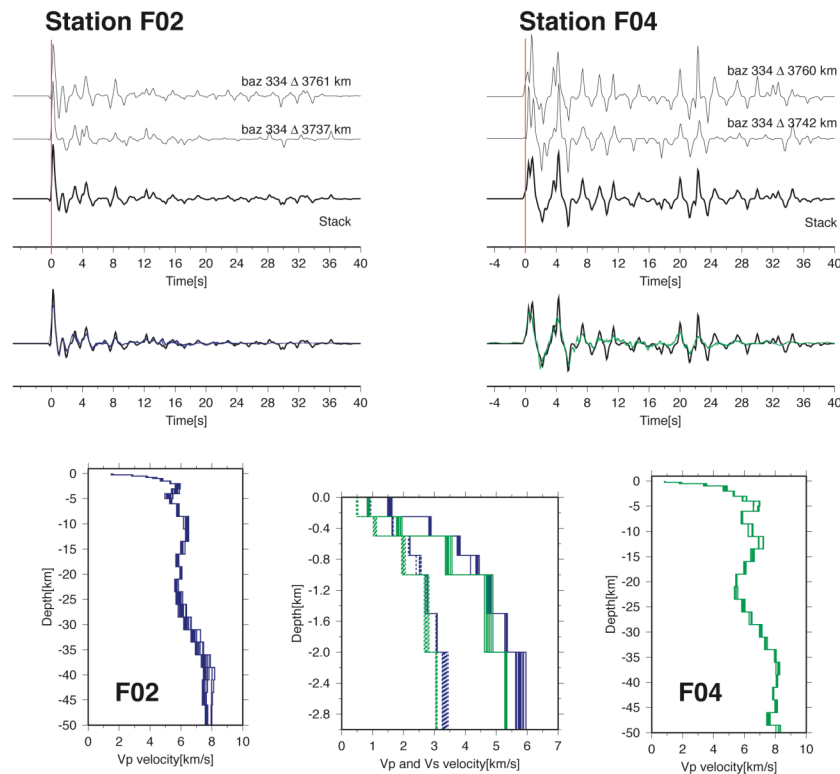 Station F02
Station F04
baz 334 Δ 3761 km
baz 334 Δ 3760 km
baz 334 Δ 3737 km
baz 334 Δ 3742 km
Stack
Stack
0 4 8 12 16 20 24 28 32 36 40
Time[s]
-4 0 4 8 12 16 20 24 28 32 36 40
Time[s]
0 4 8 12 16 20 24 28 32 36 40
Time[s]
-4 0 4 8 12 16 20 24 28 32 36 40
Time[s]
0
-5
-10
-15
-20
-25
-30
-35
-40
-45
-50
Depth[km]
F02
0 2 4 6 8 10
Vp velocity[km/s]
0.0
-0.4
-0.8
-1.2
-1.6
-2.0
-2.4
-2.8
Depth[km]
0 1 2 3 4 5 6 7
Vp and Vs velocity[km/s]
0
-5
-10
-15
-20
-25
-30
-35
-40
-45
-50
Depth[km]
F04
0 2 4 6 8 10
Vp velocity[km/s]